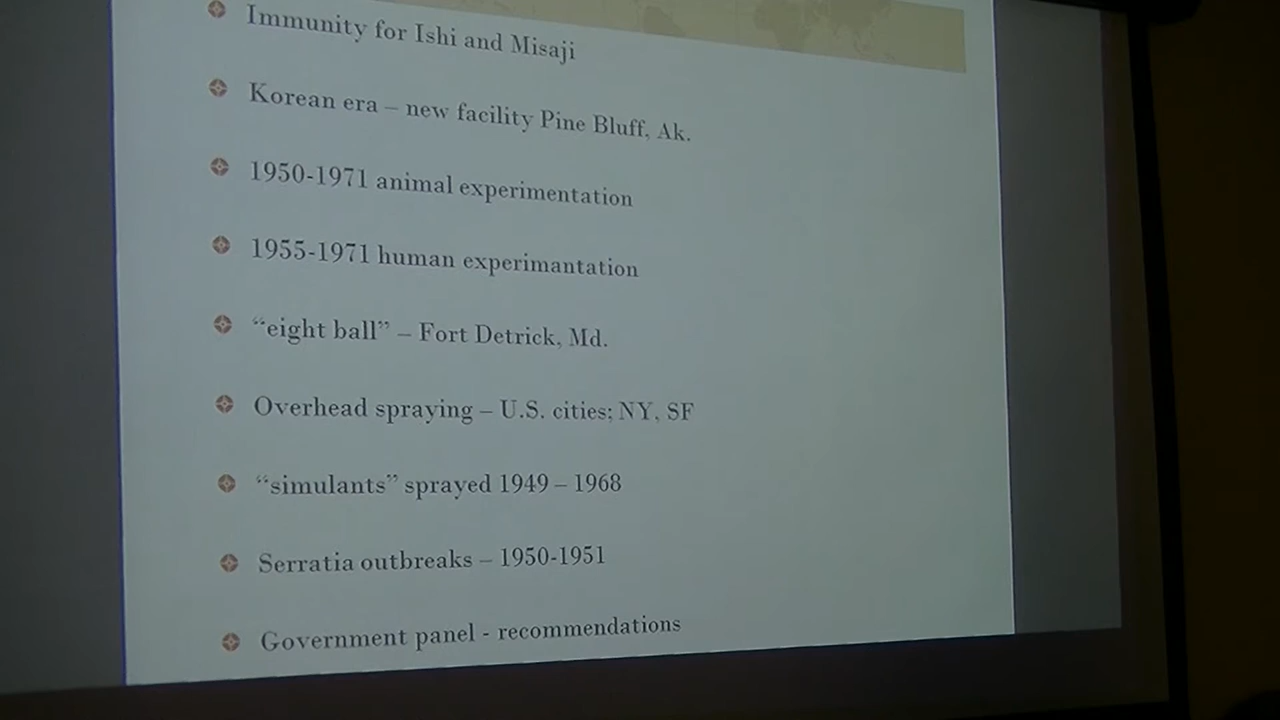 Immunity for Ishi and Misaji
Korean era – new facility Pine Bluff, Ak.
1950-1971 animal experimentation
1955-1971 human experimantation
“eight ball” – Fort Detrick, Md.
Overhead spraying – U.S. cities; NY, SF
“simulants” sprayed 1949 – 1968
Serratia outbreaks – 1950-1951
Government panel - recommendations